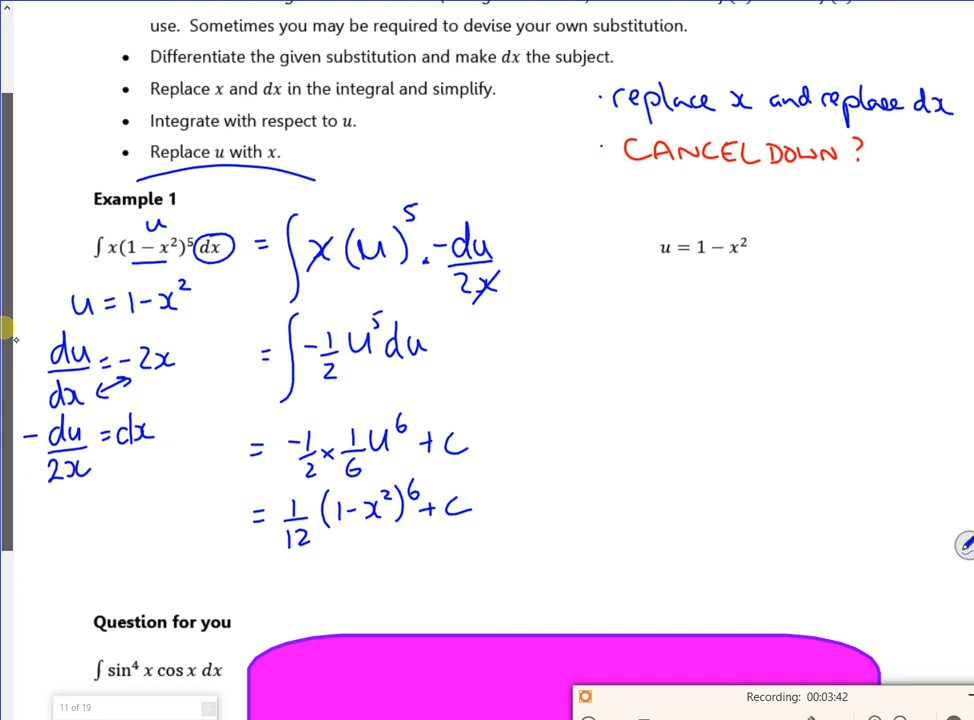 use. Sometimes you may be required to devise your own substitution.
• Differentiate the given substitution and make dx the subject.
• Replace x and dx in the integral and simplify.
• Integrate with respect to u.
• Replace u with x.
· replace x and replace dx
· CANCEL DOWN ?
Example 1
u
∫ x(1 − x²)⁵ dx = ∫ x (u)⁵ . -du/2x
u = 1 − x²
u = 1-x²
du/dx = -2x
= ∫ -1/2 u⁵ du
- du/2x = dx
= -1/2 × 1/6 u⁶ + c
= 1/12 (1-x²)⁶ + c
Question for you
∫ sin⁴ x cos x dx
11 of 19
Recording: 00:03:42